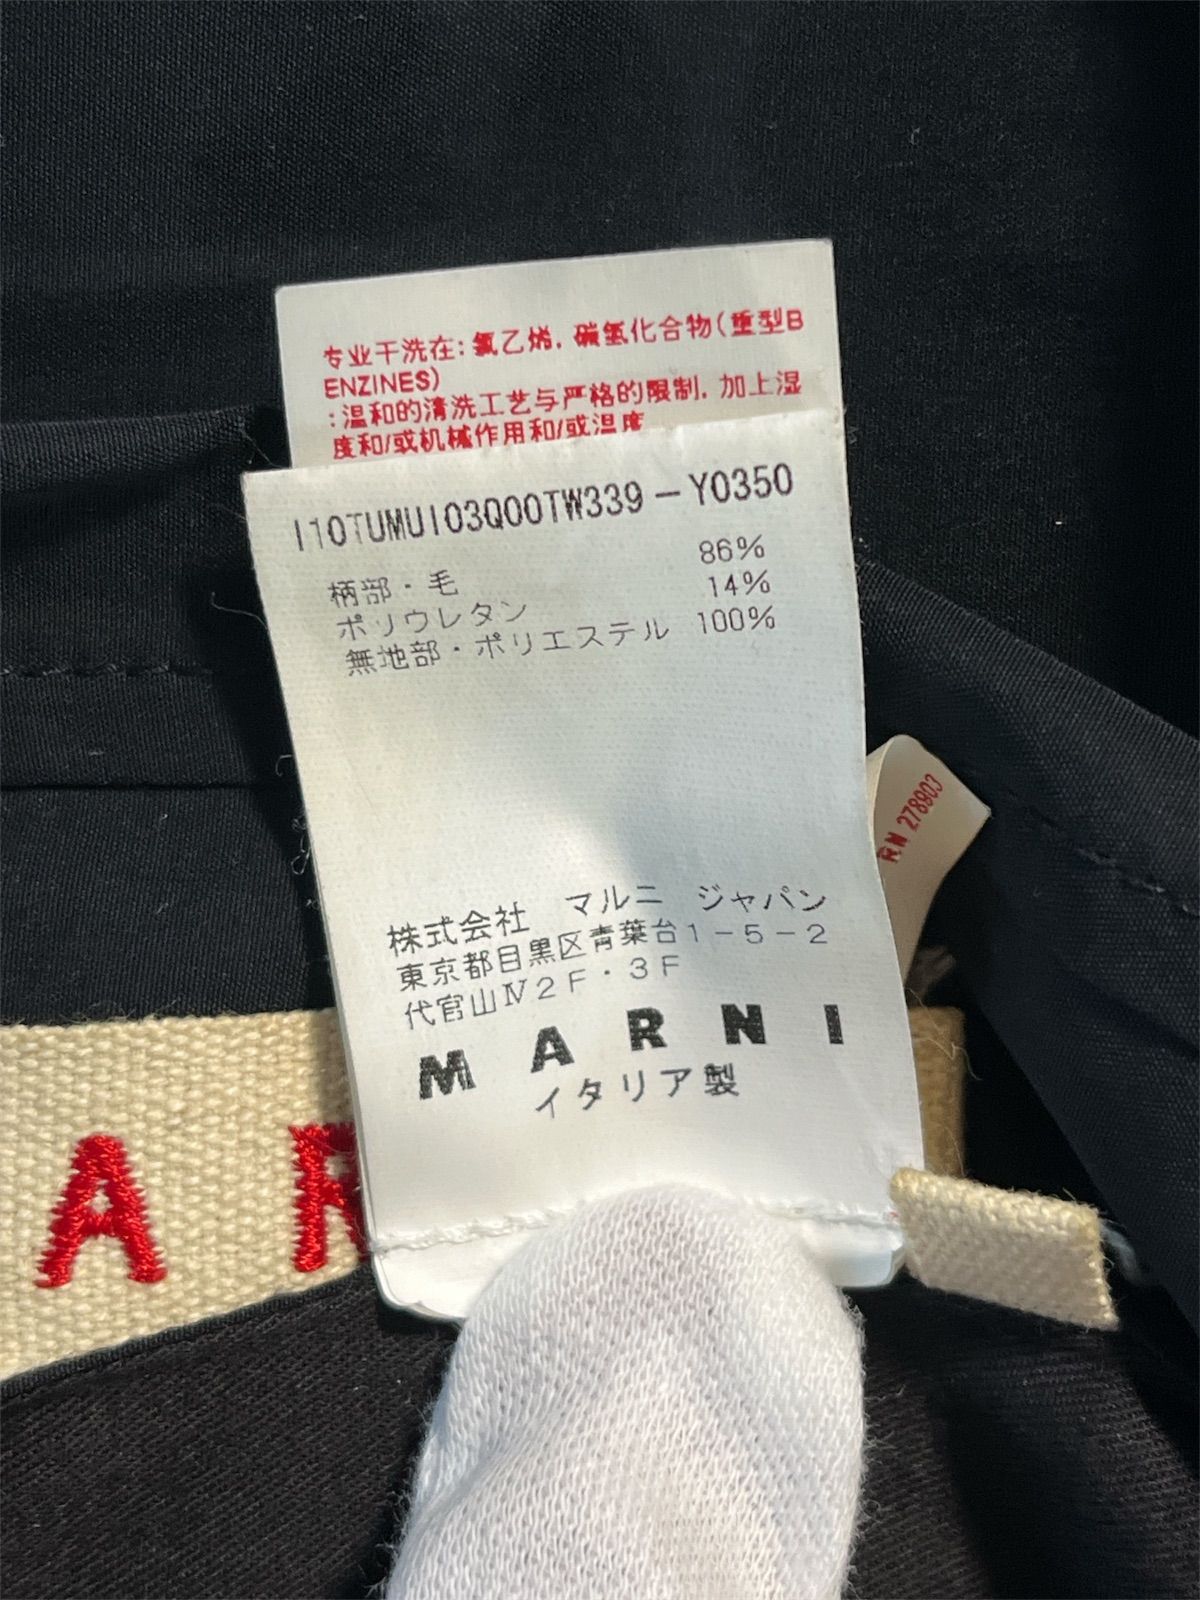 专业干洗在: 氯乙烯. 碳氢化合物(重型B
ENZINES)
:温和的清洗工艺与严格的限制. 加上湿
度和/或机械作用和/或温度
I10TUMUI03Q00TW339-Y0350
柄部・毛 86%
ポリウレタン 14%
無地部・ポリエステル 100%
株式会社 マルニ ジャパン
東京都目黒区青葉台1-5-2
代官山Ⅳ2F・3F
MARNI
イタリア製
RN 278903
AR